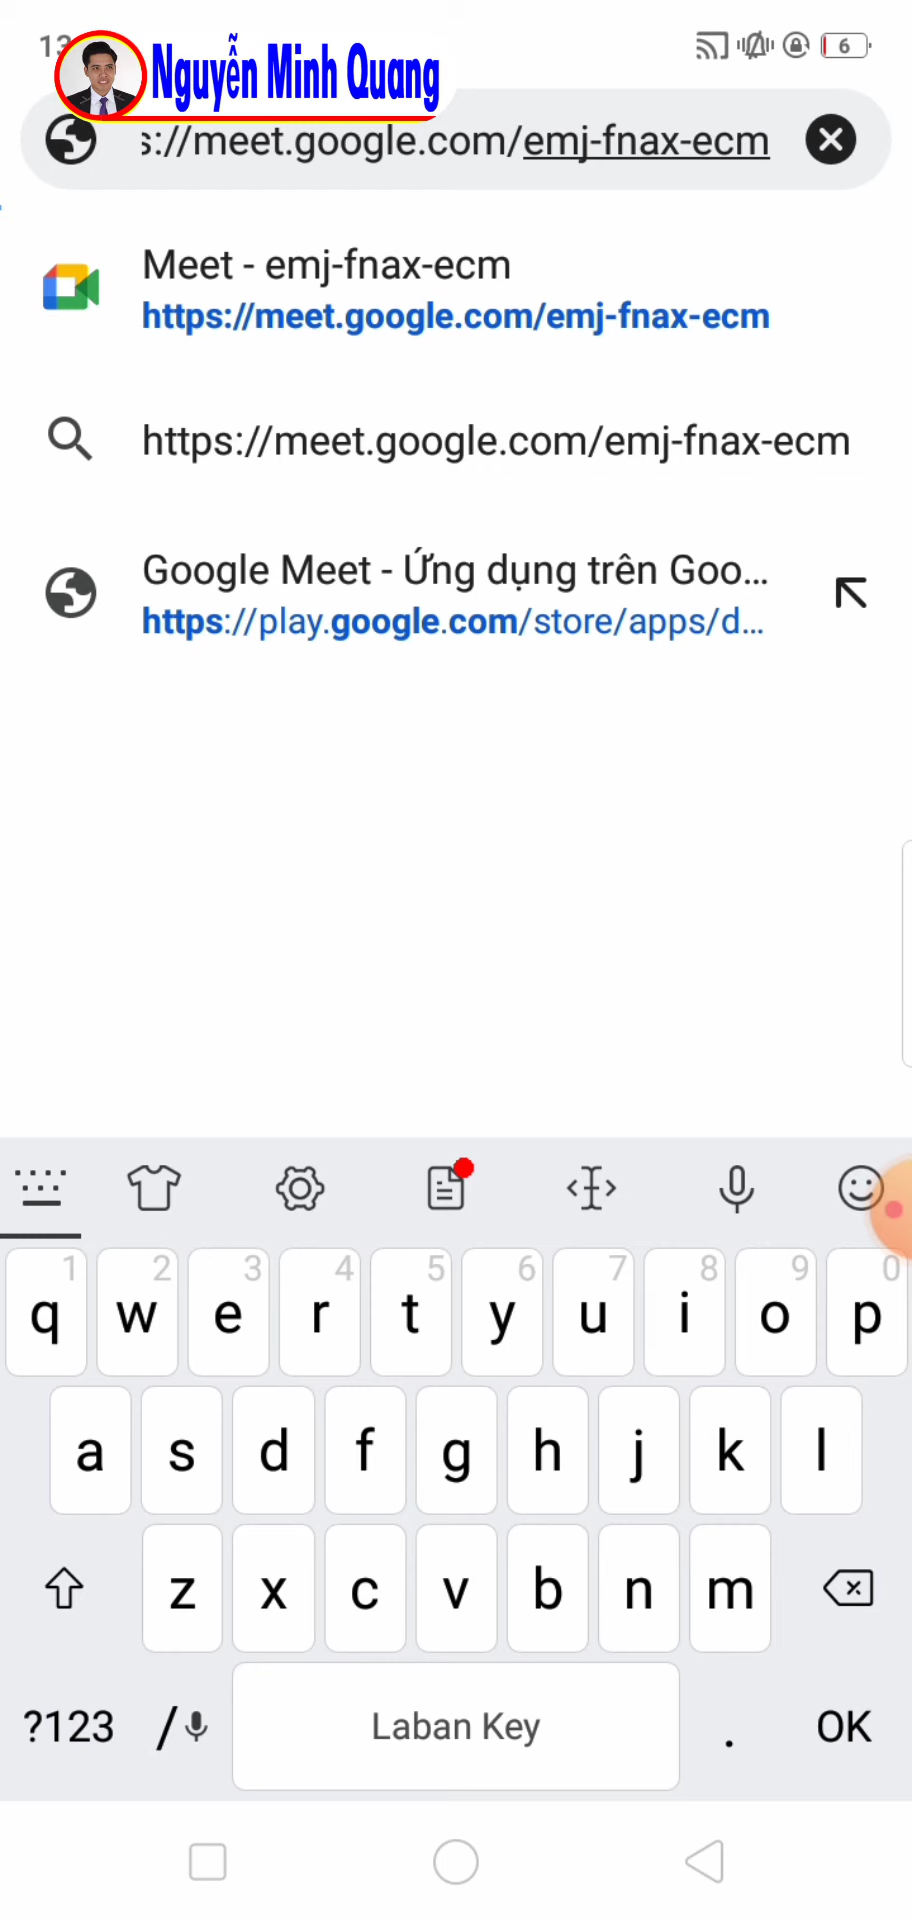 13
Nguyễn Minh Quang
6
s://meet.google.com/emj-fnax-ecm
Meet - emj-fnax-ecm
https://meet.google.com/emj-fnax-ecm
https://meet.google.com/emj-fnax-ecm
Google Meet - Ứng dụng trên Goo...
https://play.google.com/store/apps/d...
1 2 3 4 5 6 7 8 9 0
q w e r t y u i o p
a s d f g h j k l
z x c v b n m
?123 / Laban Key . OK